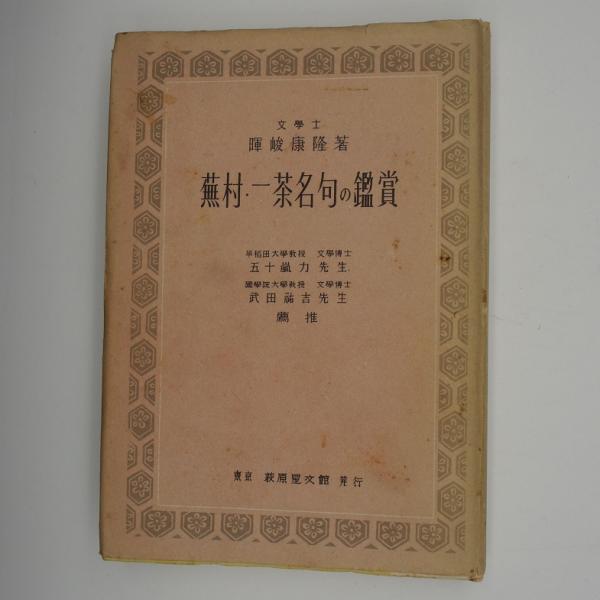 文學士
暉峻康隆著
蕪村・一茶名句の鑑賞
早稲田大學敎授 文學博士
五十嵐力先生
國學院大學敎授 文學博士
武田祐吉先生
薦推
東京 萩原星文館 発行